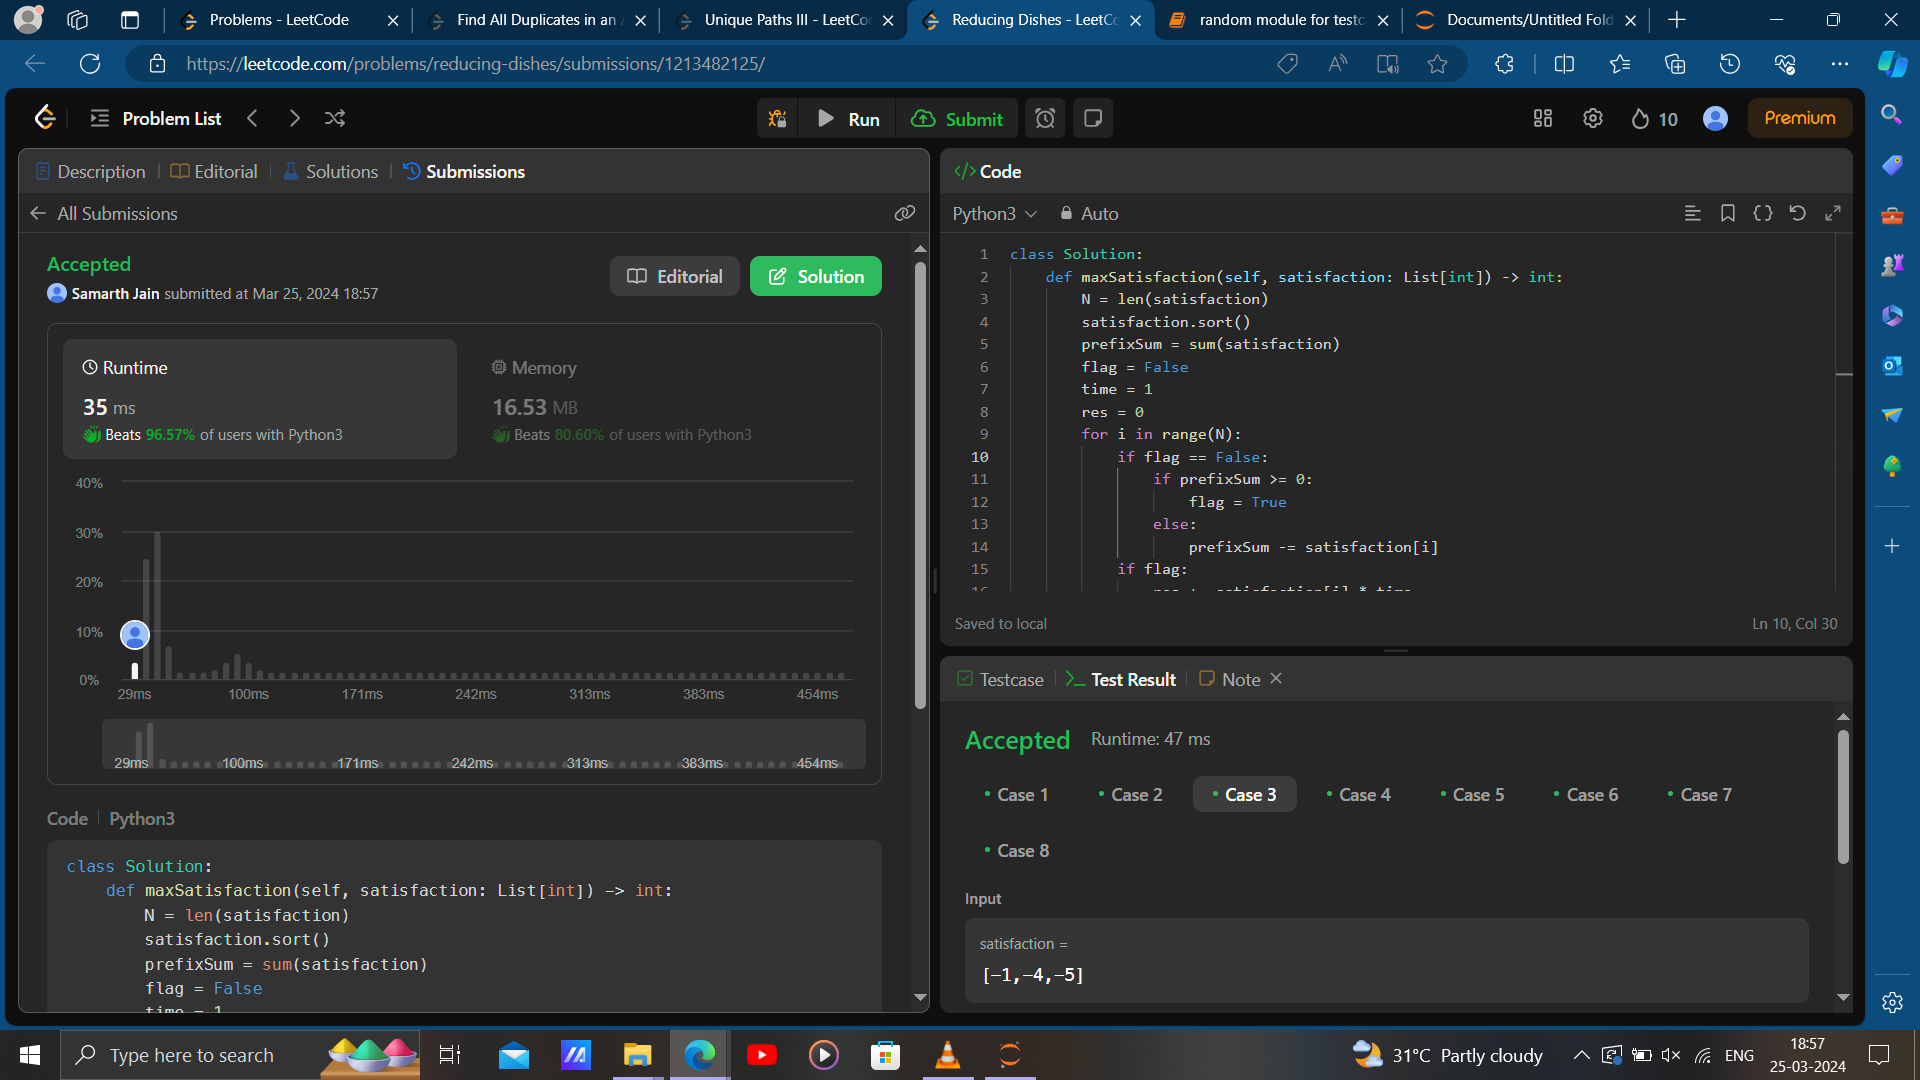 Problems - LeetCode
Find All Duplicates in an
Unique Paths III - LeetCo
Reducing Dishes - LeetC
random module for testc
Documents/Untitled Fold
https://leetcode.com/problems/reducing-dishes/submissions/1213482125/
Problem List
Run
Submit
10
Premium
Description
Editorial
Solutions
Submissions
All Submissions
Accepted
Samarth Jain submitted at Mar 25, 2024 18:57
Editorial
Solution
Runtime
35 ms
Beats 96.57% of users with Python3
Memory
16.53 MB
Beats 80.60% of users with Python3
40%
30%
20%
10%
0%
29ms 100ms 171ms 242ms 313ms 383ms 454ms
29ms 100ms 171ms 242ms 313ms 383ms 454ms
Code | Python3
class Solution:
def maxSatisfaction(self, satisfaction: List[int]) -> int:
N = len(satisfaction)
satisfaction.sort()
prefixSum = sum(satisfaction)
flag = False
time = 1
</> Code
Python3
Auto
1 class Solution:
2 def maxSatisfaction(self, satisfaction: List[int]) -> int:
3 N = len(satisfaction)
4 satisfaction.sort()
5 prefixSum = sum(satisfaction)
6 flag = False
7 time = 1
8 res = 0
9 for i in range(N):
10 if flag == False:
11 if prefixSum >= 0:
12 flag = True
13 else:
14 prefixSum -= satisfaction[i]
15 if flag:
16 res += satisfaction[i] * time
Saved to local
Ln 10, Col 30
Testcase
Test Result
Note
Accepted
Runtime: 47 ms
Case 1
Case 2
Case 3
Case 4
Case 5
Case 6
Case 7
Case 8
Input
satisfaction =
[-1,-4,-5]
Type here to search
31°C Partly cloudy
ENG
18:57
25-03-2024